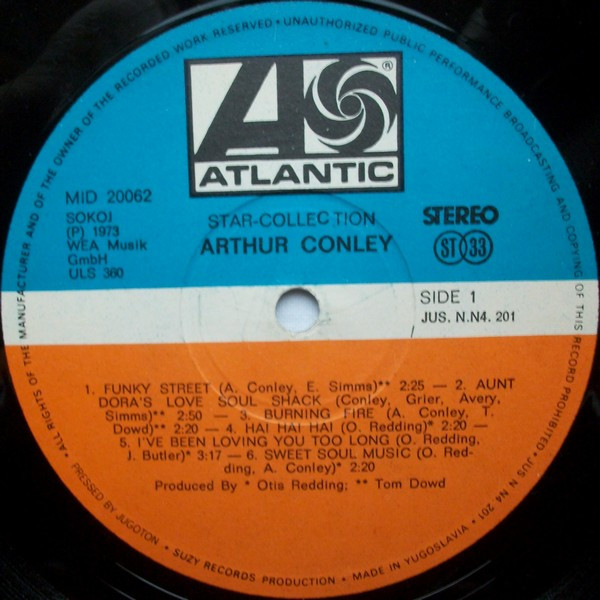 ALL RIGHTS OF THE MANUFACTURER AND OF THE OWNER OF THE RECORDED WORK RESERVED • UNAUTHORIZED PUBLIC PERFORMANCE BROADCASTING AND COPYING OF THIS RECORD PROHIBITED • JUS N N4. 201
ATLANTIC
®
MID 20062
SOKOJ
(P) 1973
WEA Musik
GmbH
ULS 360
STAR-COLLECTION
ARTHUR CONLEY
STEREO
ST 33
SIDE 1
JUS. N.N4. 201
1. FUNKY STREET (A. Conley, E. Simms)** 2:25 — 2. AUNT
DORA'S LOVE SOUL SHACK (Conley, Grier, Avery,
Simms)** 2:50 — 3. BURNING FIRE (A. Conley, T.
Dowd)** 2:20 — 4. HAI HAI HAI (O. Redding)* 2:20 —
5. I'VE BEEN LOVING YOU TOO LONG (O. Redding,
J. Butler)* 3:17 — 6. SWEET SOUL MUSIC (O. Red-
ding, A. Conley)* 2:20
Produced By * Otis Redding; ** Tom Dowd
PRESSED BY JUGOTON • SUZY RECORDS PRODUCTION • MADE IN YUGOSLAVIA •